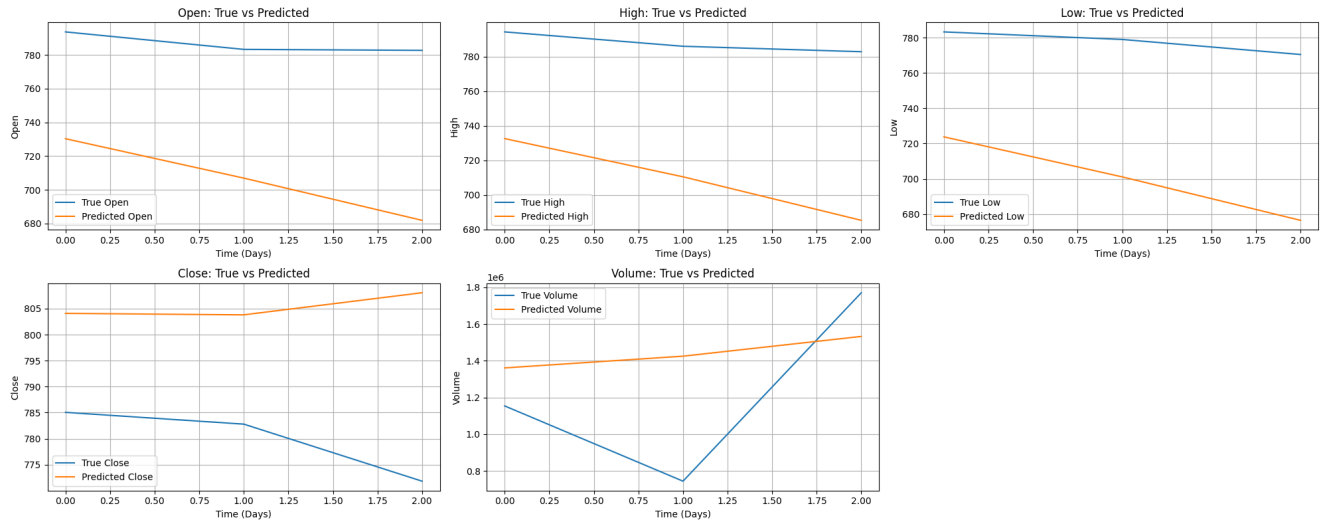 Open: True vs Predicted
Open
780
760
740
720
700
680
True Open
Predicted Open
0.00 0.25 0.50 0.75 1.00 1.25 1.50 1.75 2.00
Time (Days)
High: True vs Predicted
High
780
760
740
720
700
680
True High
Predicted High
0.00 0.25 0.50 0.75 1.00 1.25 1.50 1.75 2.00
Time (Days)
Low: True vs Predicted
Low
780
760
740
720
700
680
True Low
Predicted Low
0.00 0.25 0.50 0.75 1.00 1.25 1.50 1.75 2.00
Time (Days)
Close: True vs Predicted
Close
805
800
795
790
785
780
775
True Close
Predicted Close
0.00 0.25 0.50 0.75 1.00 1.25 1.50 1.75 2.00
Time (Days)
Volume: True vs Predicted
1e6
Volume
1.8
1.6
1.4
1.2
1.0
0.8
True Volume
Predicted Volume
0.00 0.25 0.50 0.75 1.00 1.25 1.50 1.75 2.00
Time (Days)